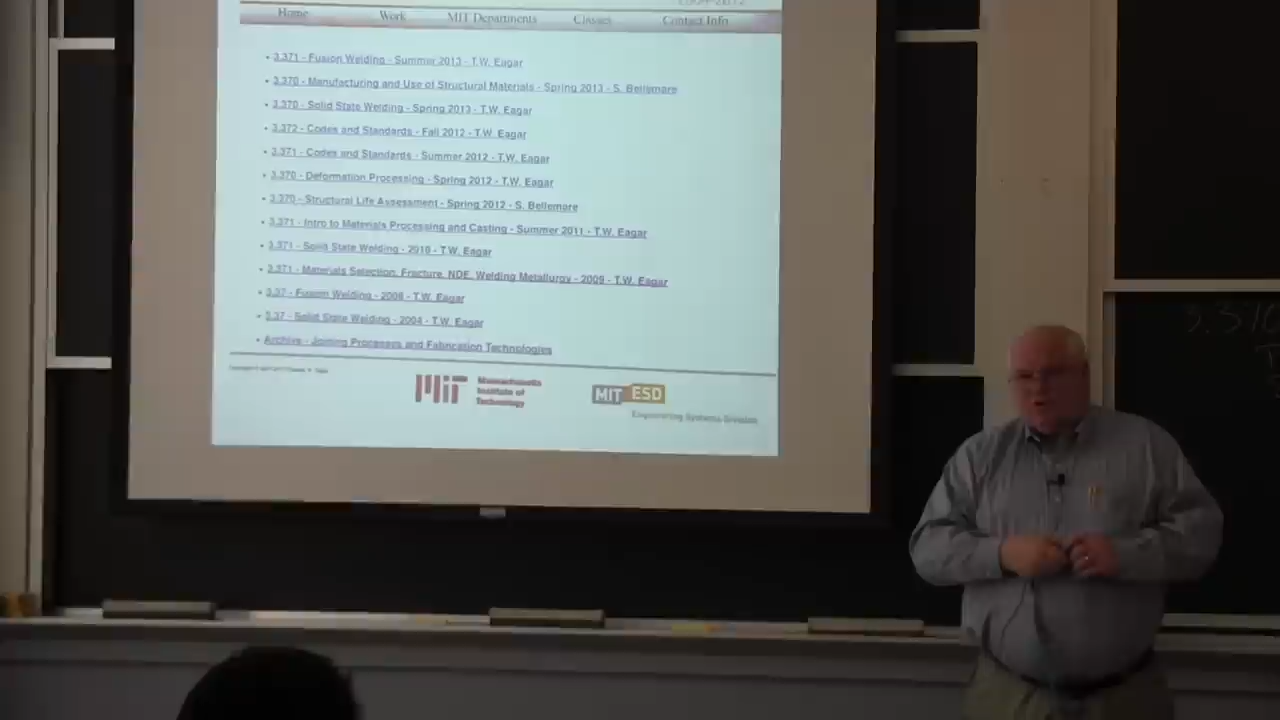 Home Work MIT Departments Classes Contact Info
• 3.371 - Fusion Welding - Summer 2013 - T.W. Eagar
• 3.370 - Manufacturing and Use of Structural Materials - Spring 2013 - S. Bellemare
• 3.370 - Solid State Welding - Spring 2013 - T.W. Eagar
• 3.372 - Codes and Standards - Fall 2012 - T.W. Eagar
• 3.371 - Codes and Standards - Summer 2012 - T.W. Eagar
• 3.370 - Deformation Processing - Spring 2012 - T.W. Eagar
• 3.370 - Structural Life Assessment - Spring 2012 - S. Bellemore
• 3.371 - Intro to Materials Processing and Casting - Summer 2011 - T.W. Eagar
• 3.371 - Solid State Welding - 2010 - T.W. Eagar
• 3.371 - Materials Selection, Fracture, NDE, Welding Metallurgy - 2009 - T.W. Eagar
• 3.37 - Fusion Welding - 2008 - T.W. Eagar
• 3.37 - Solid State Welding - 2004 - T.W. Eagar
• Archive - Joining Processes and Fabrication Technologies
MIT Massachusetts
Institute of
Technology
MIT ESD
Engineering Systems Division